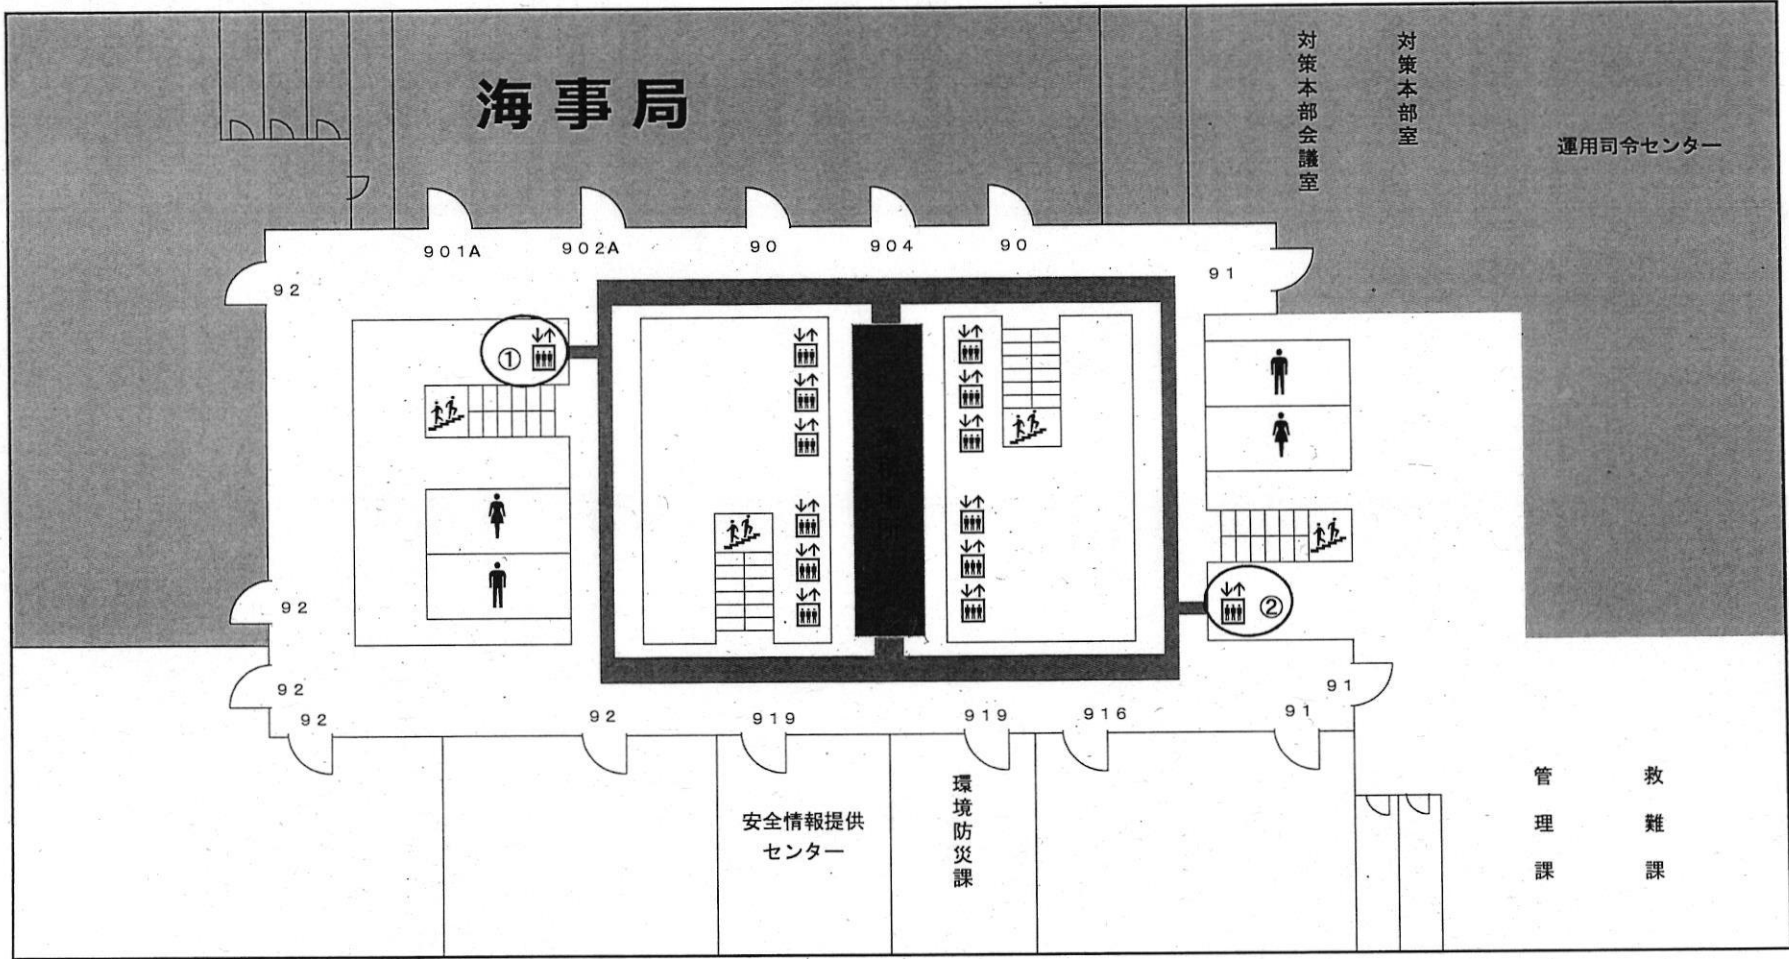 海事局
対策本部会議室
対策本部室
運用司令センター
901A
902A
90
904
90
91
92
①
②
92
92
92
92
919
919
916
91
91
安全情報提供
センター
環境防災課
管理課
救難課